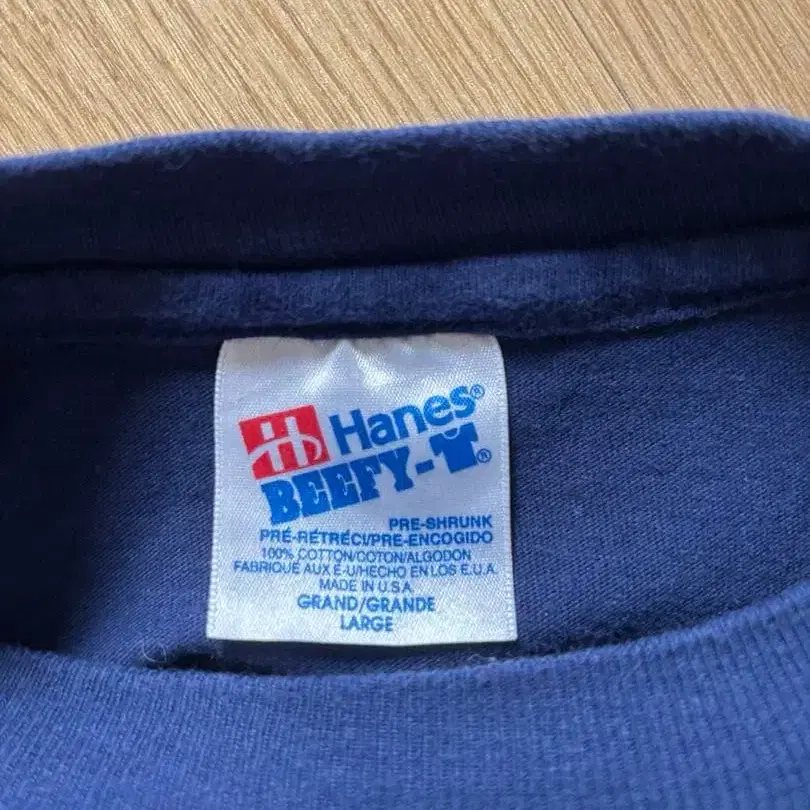 H Hanes®
BEEFY-T®
PRE-SHRUNK
PRÉ-RÉTRÉCI/PRE-ENCOGIDO
100% COTTON/COTON/ALGODON
FABRIQUÉ AUX É-U/HECHO EN LOS E.U.A.
MADE IN U.S.A.
GRAND/GRANDE
LARGE